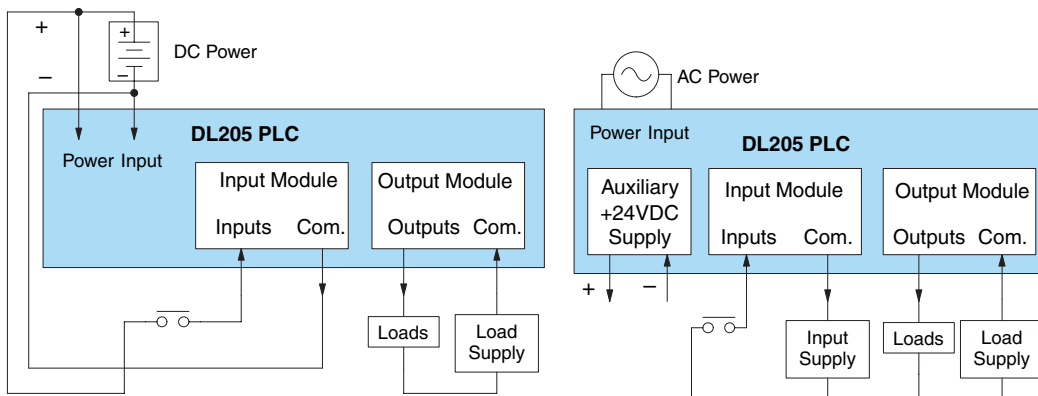 +
+
DC Power
–
–
DL205 PLC
Power Input
Input Module
Inputs Com.
Output Module
Outputs Com.
Loads
Load
Supply
AC Power
Power Input
DL205 PLC
Auxiliary
+24VDC
Supply
Input Module
Inputs Com.
Output Module
Outputs Com.
+
–
Input
Supply
Loads
Load
Supply